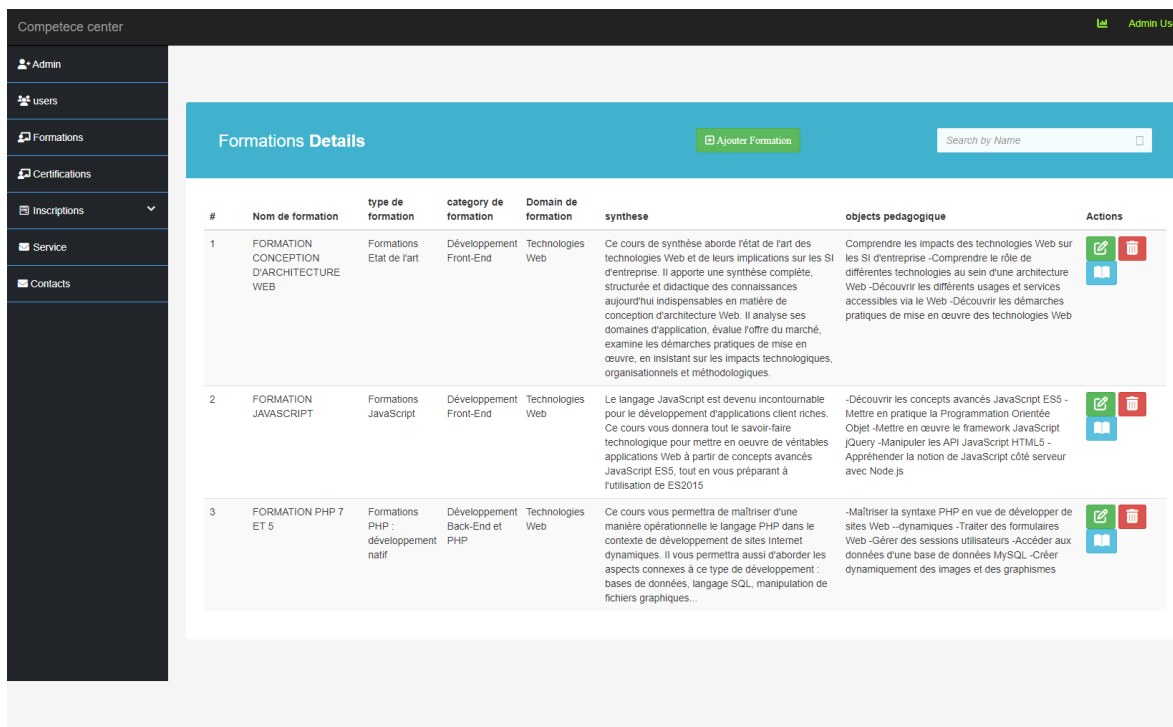 Competece center
Admin Us
Admin
users
Formations
Certifications
Inscriptions
Service
Contacts
Formations Details
Ajouter Formation
Search by Name
#
Nom de formation
type de
formation
category de
formation
Domain de
formation
synthese
objects pedagogique
Actions
1
FORMATION
CONCEPTION
D'ARCHITECTURE
WEB
Formations
Etat de l'art
Développement
Front-End
Technologies
Web
Ce cours de synthèse aborde l'état de l'art des
technologies Web et de leurs implications sur les SI
d'entreprise. Il apporte une synthèse complète,
structurée et didactique des connaissances
aujourd'hui indispensables en matière de
conception d'architecture Web. Il analyse ses
domaines d'application, évalue l'offre du marché,
examine les démarches pratiques de mise en
œuvre, en insistant sur les impacts technologiques,
organisationnels et méthodologiques.
Comprendre les impacts des technologies Web sur
les SI d'entreprise -Comprendre le rôle de
différentes technologies au sein d'une architecture
Web -Découvrir les différents usages et services
accessibles via le Web -Découvrir les démarches
pratiques de mise en œuvre des technologies Web
2
FORMATION
JAVASCRIPT
Formations
JavaScript
Développement
Front-End
Technologies
Web
Le langage JavaScript est devenu incontournable
pour le développement d'applications client riches.
Ce cours vous donnera tout le savoir-faire
technologique pour mettre en oeuvre de véritables
applications Web à partir de concepts avancés
JavaScript ES5, tout en vous préparant à
l'utilisation de ES2015
-Découvrir les concepts avancés JavaScript ES5 -
Mettre en pratique la Programmation Orientée
Objet -Mettre en œuvre le framework JavaScript
jQuery -Manipuler les API JavaScript HTML5 -
Appréhender la notion de JavaScript côté serveur
avec Node.js
3
FORMATION PHP 7
ET 5
Formations
PHP :
développement
natif
Développement
Back-End et
PHP
Technologies
Web
Ce cours vous permettra de maîtriser d'une
manière opérationnelle le langage PHP dans le
contexte de développement de sites Internet
dynamiques. Il vous permettra aussi d'aborder les
aspects connexes à ce type de développement :
bases de données, langage SQL, manipulation de
fichiers graphiques...
-Maîtriser la syntaxe PHP en vue de développer de
sites Web --dynamiques -Traiter des formulaires
Web -Gérer des sessions utilisateurs -Accéder aux
données d'une base de données MySQL -Créer
dynamiquement des images et des graphismes